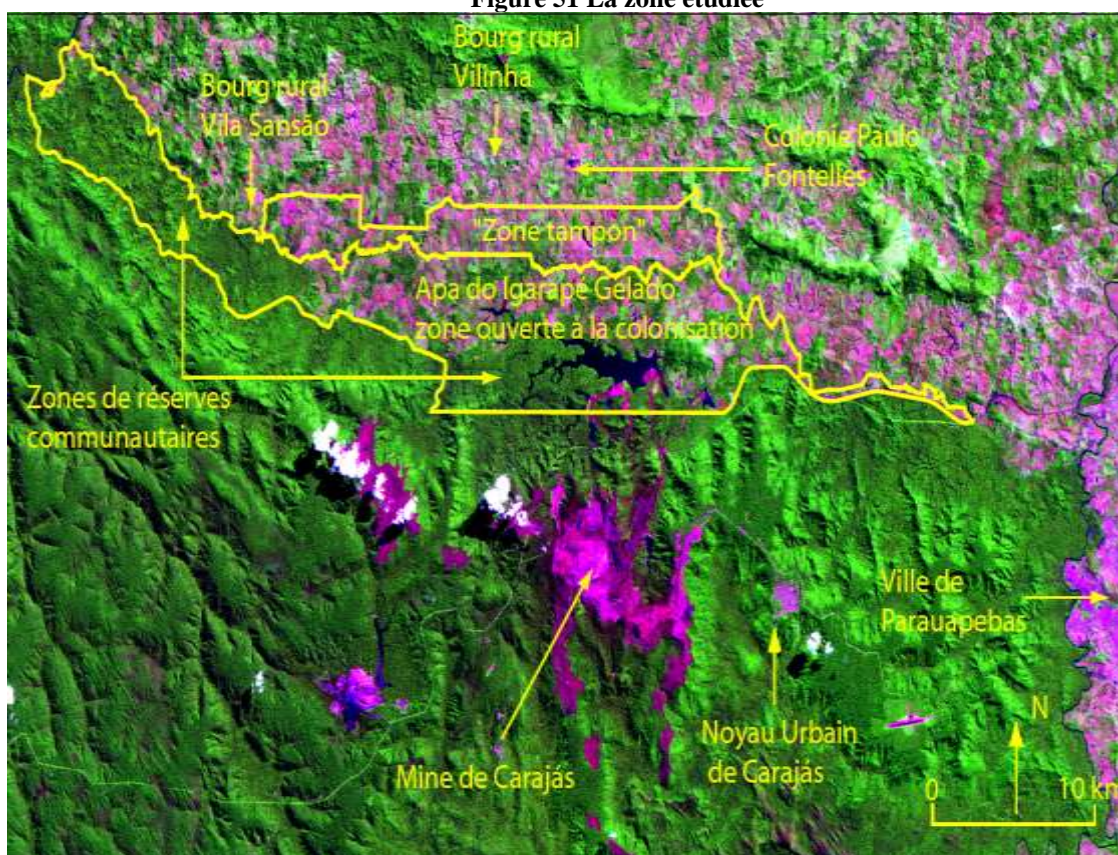 Figure 31 La zone étudiée
Bourg rural
Vilinha
Bourg rural
Vila Sansão
Colonie Paulo
Fontelles
"Zone tampon"
Apa do Igarapé Gelado
zone ouverte à la colonisation
Zones de réserves
communautaires
Ville de
Parauapebas
Noyau Urbain
de Carajás
Mine de Carajás
N
0 10 km